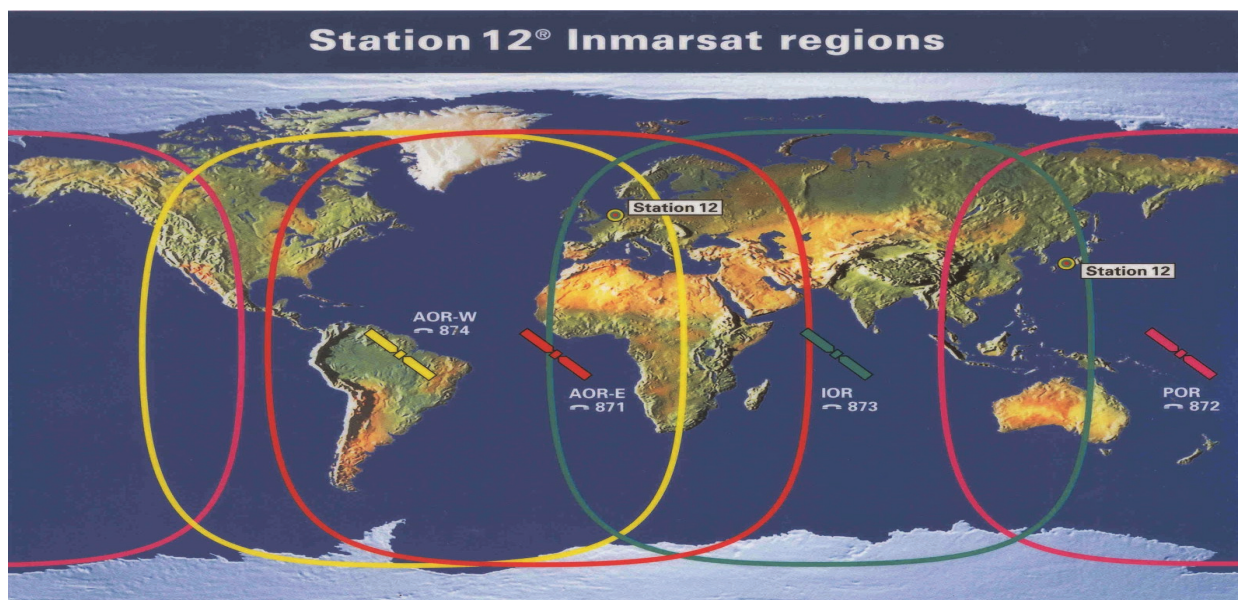 Station 12® Inmarsat regions
Station 12
Station 12
AOR-W
874
AOR-E
871
IOR
873
POR
872